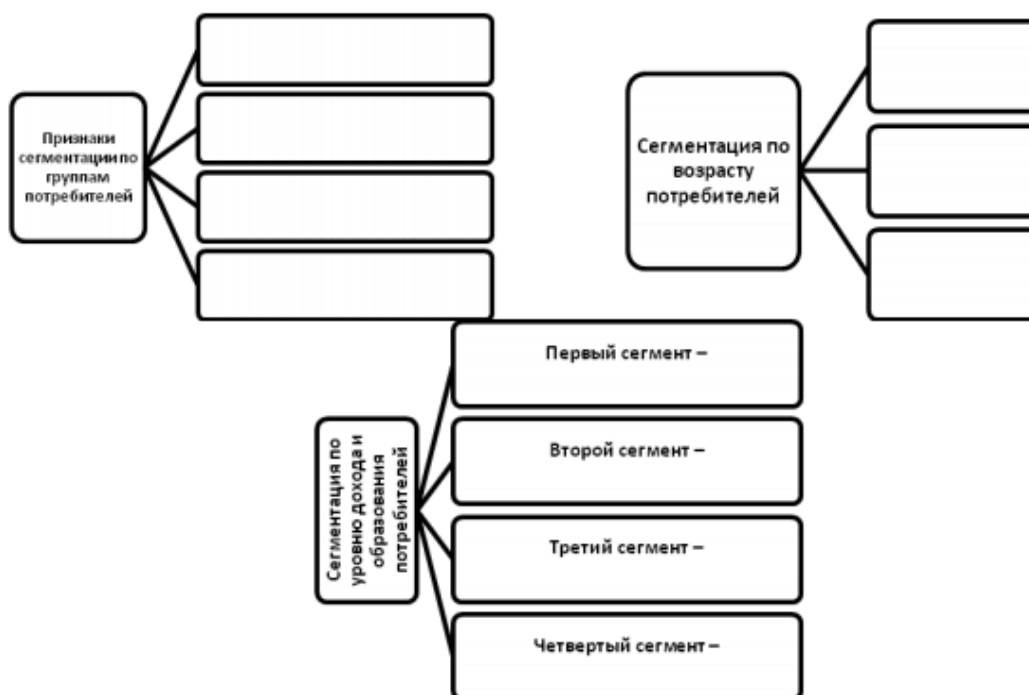 Признаки
сегментации по
группам
потребителей
Сегментация по
возрасту
потребителей
Сегментация по
уровню дохода и
образования
потребителей
Первый сегмент –
Второй сегмент –
Третий сегмент –
Четвертый сегмент –